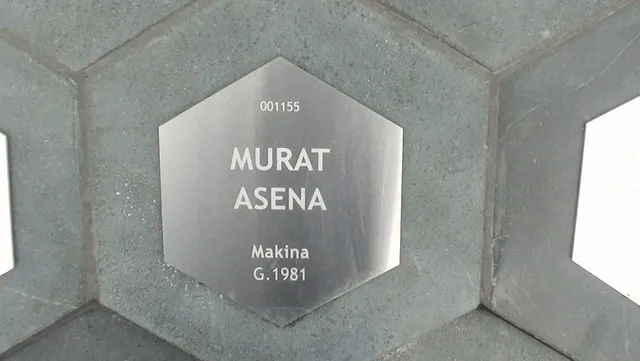 001155
MURAT
ASENA
Makina
G.1981